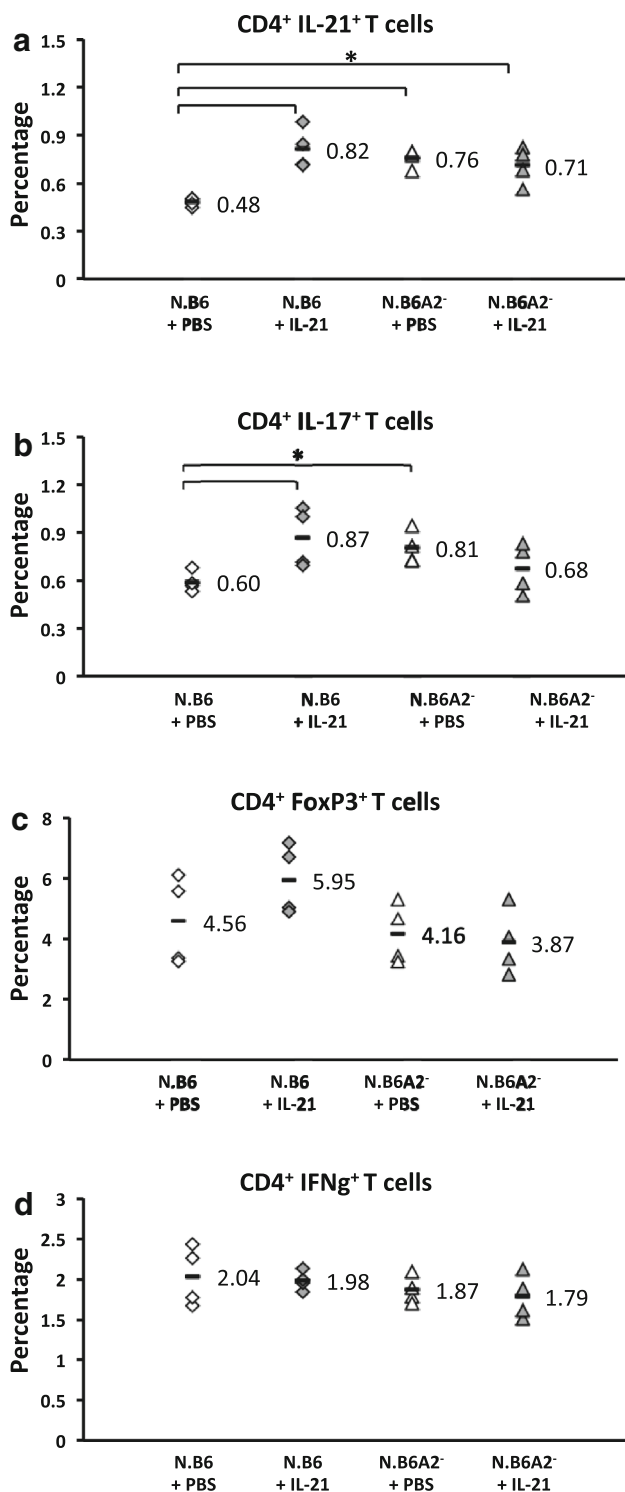 a
CD4⁺ IL-21⁺ T cells
Percentage
1.5
1.2
0.9
0.6
0.3
0
*
0.48
0.82
0.76
0.71
N.B6 N.B6 N.B6A2⁻ N.B6A2⁻
+ PBS + IL-21 + PBS + IL-21
b
CD4⁺ IL-17⁺ T cells
Percentage
1.5
1.2
0.9
0.6
0.3
0
*
0.60
0.87
0.81
0.68
N.B6 N.B6 N.B6A2⁻ N.B6A2⁻
+ PBS + IL-21 + PBS + IL-21
c
CD4⁺ FoxP3⁺ T cells
Percentage
8
6
4
2
0
4.56
5.95
4.16
3.87
N.B6 N.B6 N.B6A2⁻ N.B6A2⁻
+ PBS + IL-21 + PBS + IL-21
d
CD4⁺ IFNg⁺ T cells
Percentage
3
2.5
2
1.5
1
0.5
0
2.04
1.98
1.87
1.79
N.B6 N.B6 N.B6A2⁻ N.B6A2⁻
+ PBS + IL-21 + PBS + IL-21